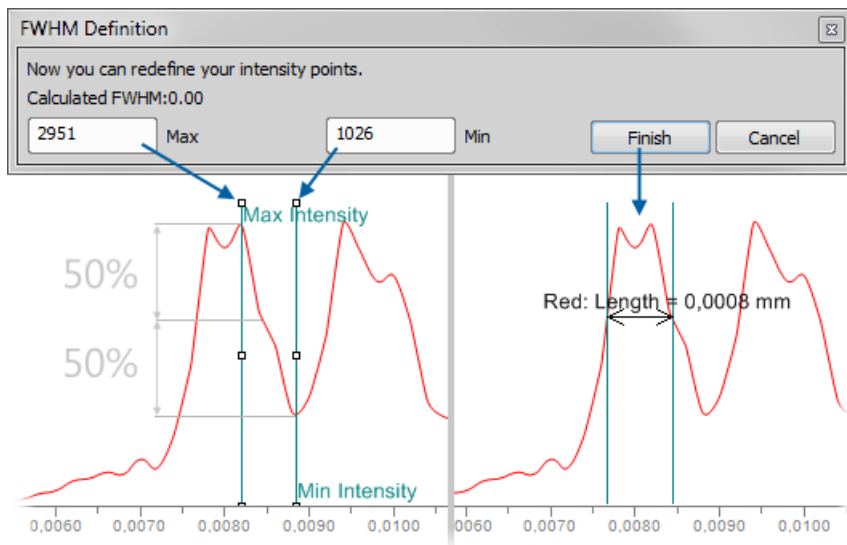 FWHM Definition
Now you can redefine your intensity points.
Calculated FWHM:0.00
2951 Max 1026 Min Finish Cancel
Max Intensity
50%
50%
Red: Length = 0,0008 mm
Min Intensity
0,0060 0,0070 0,0080 0,0090 0,0100
0,0060 0,0070 0,0080 0,0090 0,0100